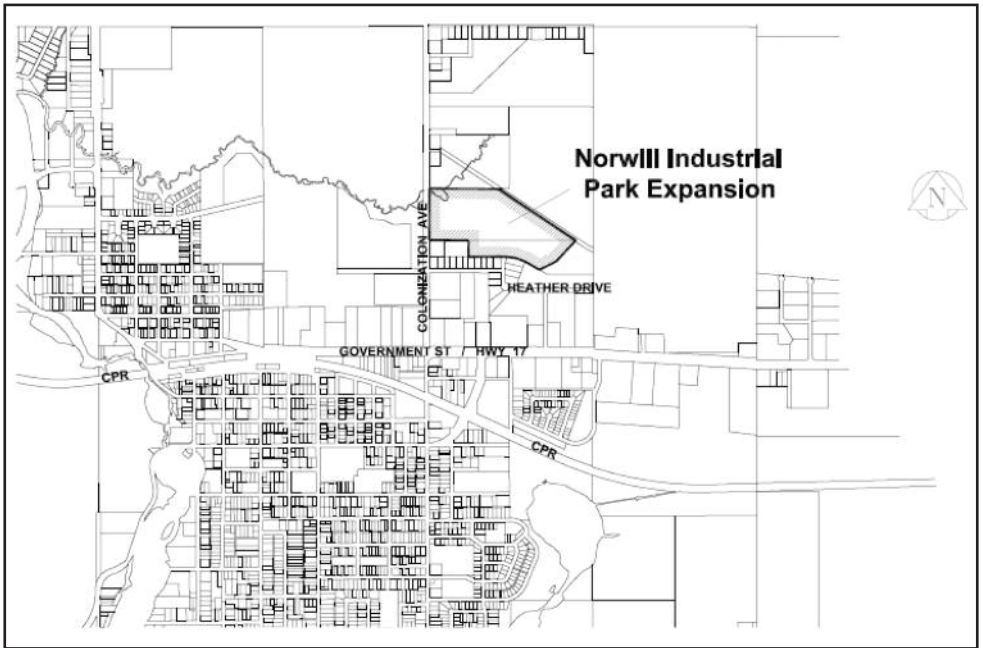 Norwill Industrial
Park Expansion
N
COLONIZATION AVE
HEATHER DRIVE
GOVERNMENT ST / HWY 17
CPR
CPR